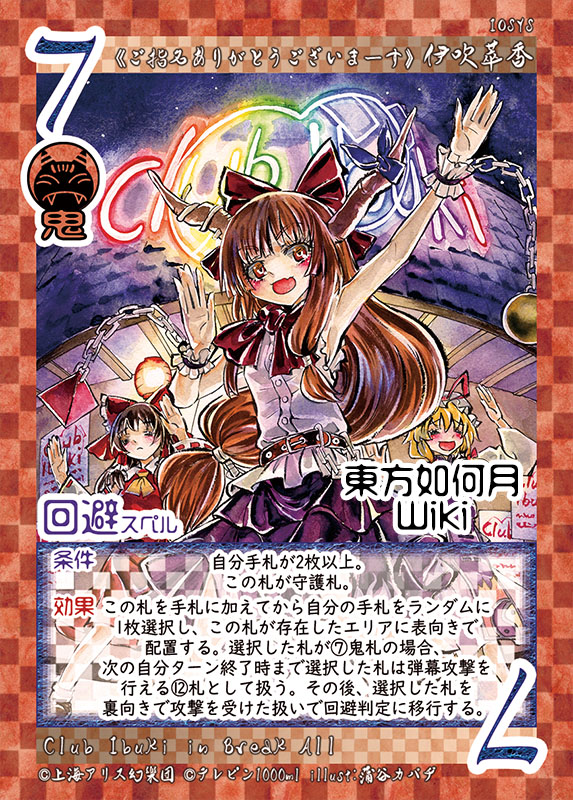 IOSYS
7
《ご指名ありがとうございまーす》伊吹萃香
鬼
Club Ibuki
Club
Ibuki
Club
Ibu
Club
東方如何月
Wiki
回避スペル
条件
自分手札が2枚以上。
この札が守護札。
効果
この札を手札に加えてから自分の手札をランダムに
1枚選択し、この札が存在したエリアに表向きで
配置する。選択した札が⑦鬼札の場合、
次の自分ターン終了時まで選択した札は弾幕攻撃を
行える⑫札として扱う。その後、選択した札を
裏向きで攻撃を受けた扱いで回避判定に移行する。
Club Ibuki in Break All
7
©上海アリス幻樂団 ©テレビン1000ml illust:蒲谷カバヂ